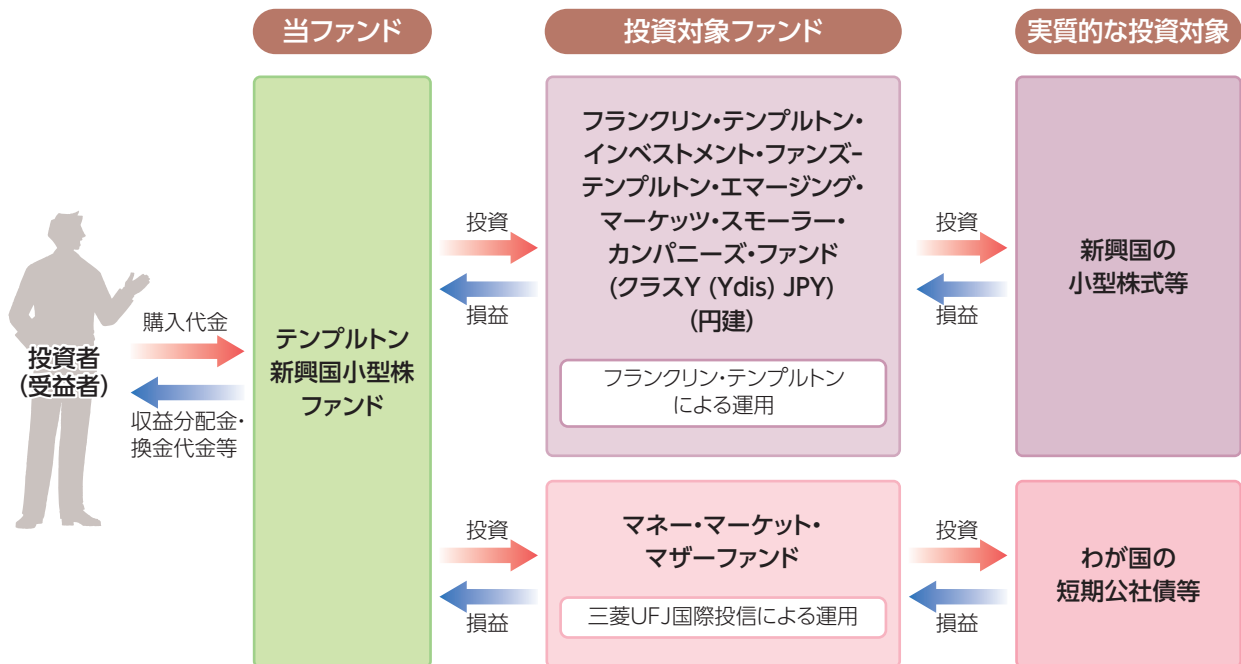 当ファンド
投資対象ファンド
実質的な投資対象
投資者
(受益者)
購入代金
収益分配金・
換金代金等
テンプルトン
新興国小型株
ファンド
投資
損益
フランクリン・テンプルトン・
インベストメント・ファンズ-
テンプルトン・エマージング・
マーケッツ・スモーラー・
カンパニーズ・ファンド
(クラスY (Ydis) JPY)
(円建)
フランクリン・テンプルトン
による運用
投資
損益
新興国の
小型株式等
投資
損益
マネー・マーケット・
マザーファンド
三菱UFJ国際投信による運用
投資
損益
わが国の
短期公社債等